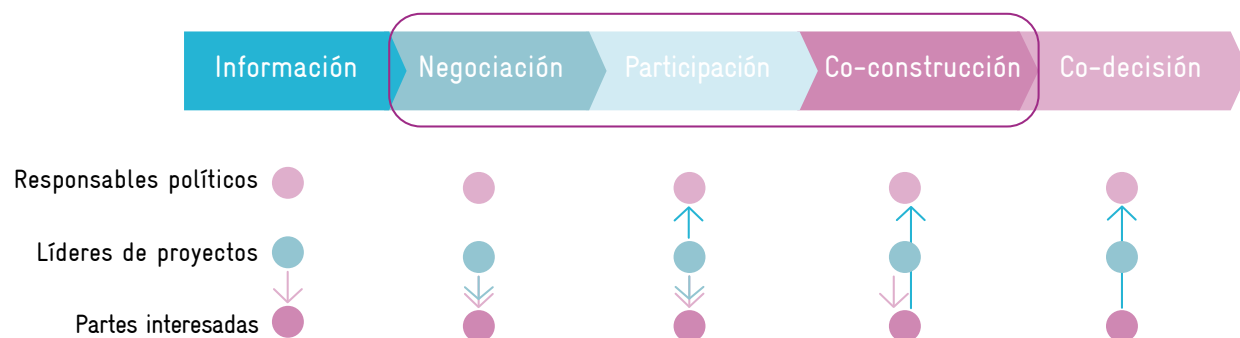 Información
Negociación
Participación
Co-construcción
Co-decisión
Responsables políticos
Líderes de proyectos
Partes interesadas